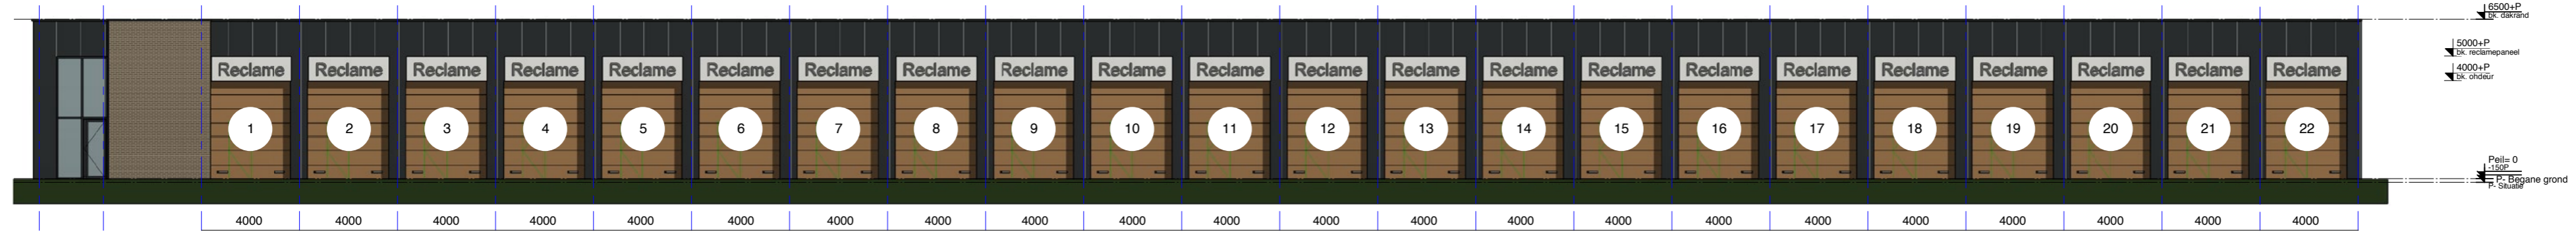 6500+P
bk. dakrand
5000+P
bk. reclamepaneel
4000+P
bk. ohdeur
Reclame Reclame Reclame Reclame Reclame Reclame Reclame Reclame Reclame Reclame Reclame Reclame Reclame Reclame Reclame Reclame Reclame Reclame Reclame Reclame Reclame Reclame
1 2 3 4 5 6 7 8 9 10 11 12 13 14 15 16 17 18 19 20 21 22
Peil= 0
-150P
P- Begane grond
P- Situatie
4000 4000 4000 4000 4000 4000 4000 4000 4000 4000 4000 4000 4000 4000 4000 4000 4000 4000 4000 4000 4000 4000